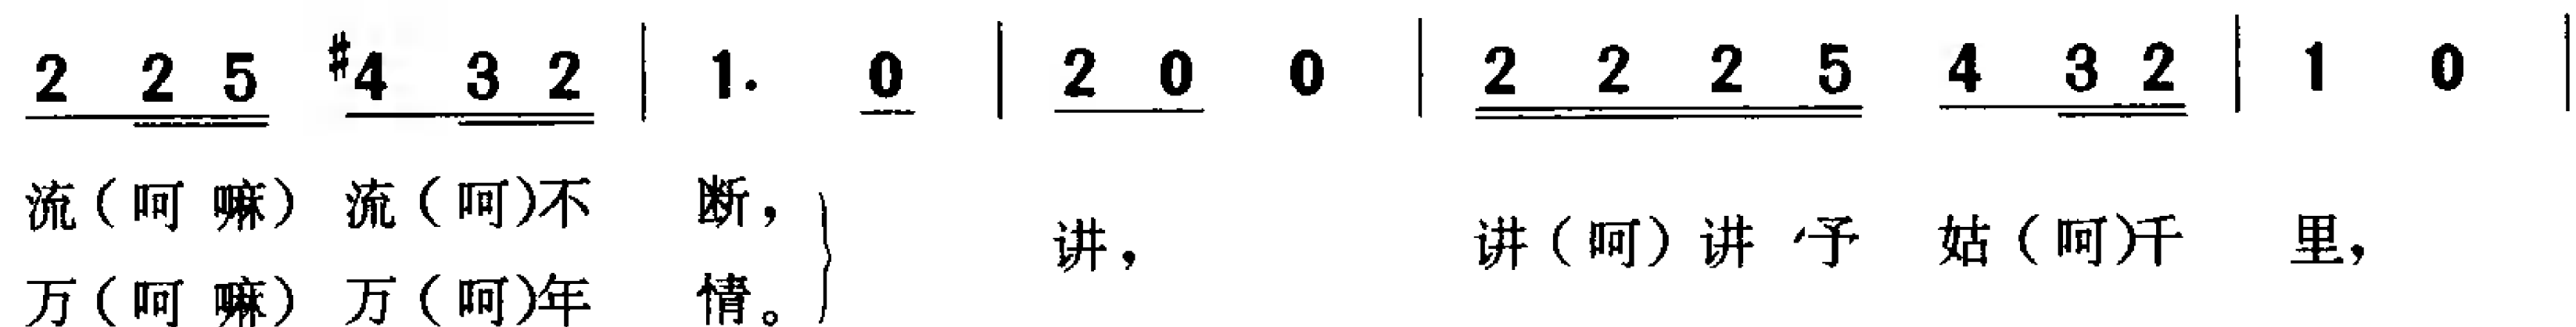 2 2 5 #4 3 2 | 1. 0 | 2 0 0 | 2 2 2 5 4 3 2 | 1 0 |
流（呵 嘛） 流（呵）不 断， 讲， 讲（呵）讲 予 姑（呵）千 里，
万（呵 嘛） 万（呵）年 情。